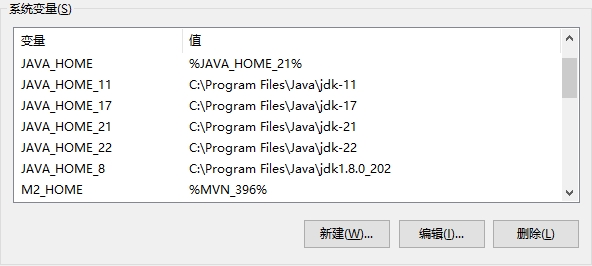 系统变量(S)
变量 值
JAVA_HOME %JAVA_HOME_21%
JAVA_HOME_11 C:\Program Files\Java\jdk-11
JAVA_HOME_17 C:\Program Files\Java\jdk-17
JAVA_HOME_21 C:\Program Files\Java\jdk-21
JAVA_HOME_22 C:\Program Files\Java\jdk-22
JAVA_HOME_8 C:\Program Files\Java\jdk1.8.0_202
M2_HOME %MVN_396%
新建(W)... 编辑(I)... 删除(L)